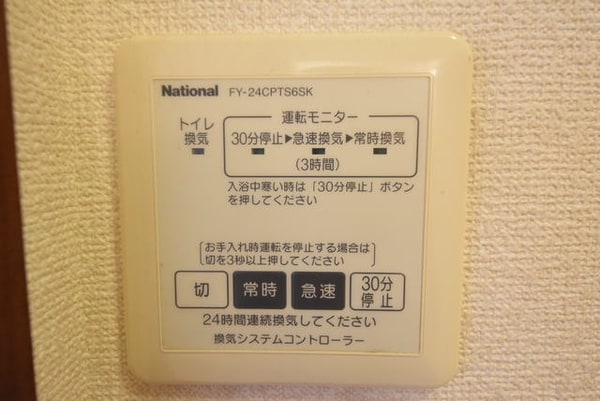 National FY-24CPTS6SK
運転モニター
トイレ
換気
30分停止▶急速換気▶常時換気
(3時間)
入浴中寒い時は「30分停止」ボタン
を押してください
お手入れ時運転を停止する場合は
切を3秒以上押してください
切 常時 急速 30分
停止
24時間連続換気してください
換気システムコントローラー